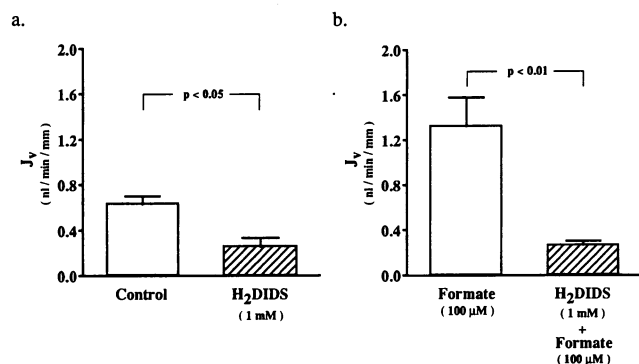 a.
2.0
1.6
1.2
0.8
0.4
0.0
Jv
( nl / min / mm )
p < 0.05
Control
H2DIDS
( 1 mM )
b.
2.0
1.6
1.2
0.8
0.4
0.0
Jv
( nl / min / mm )
p < 0.01
Formate
( 100 µM )
H2DIDS
( 1 mM )
+
Formate
( 100 µM )